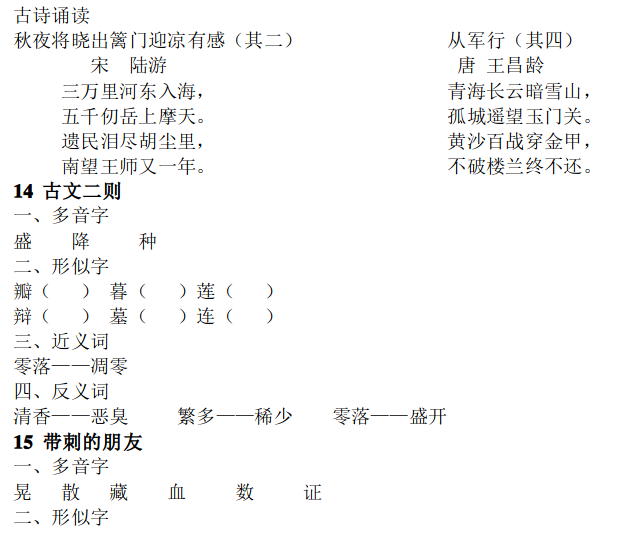 古诗诵读
秋夜将晓出篱门迎凉有感（其二） 从军行（其四）
宋 陆游 唐 王昌龄
三万里河东入海， 青海长云暗雪山，
五千仞岳上摩天。 孤城遥望玉门关。
遗民泪尽胡尘里， 黄沙百战穿金甲，
南望王师又一年。 不破楼兰终不还。
14 古文二则
一、多音字
盛 降 种
二、形似字
瓣（ ） 暮（ ）莲（ ）
辩（ ） 墓（ ）连（ ）
三、近义词
零落——凋零
四、反义词
清香——恶臭 繁多——稀少 零落——盛开
15 带刺的朋友
一、多音字
晃 散 藏 血 数 证
二、形似字